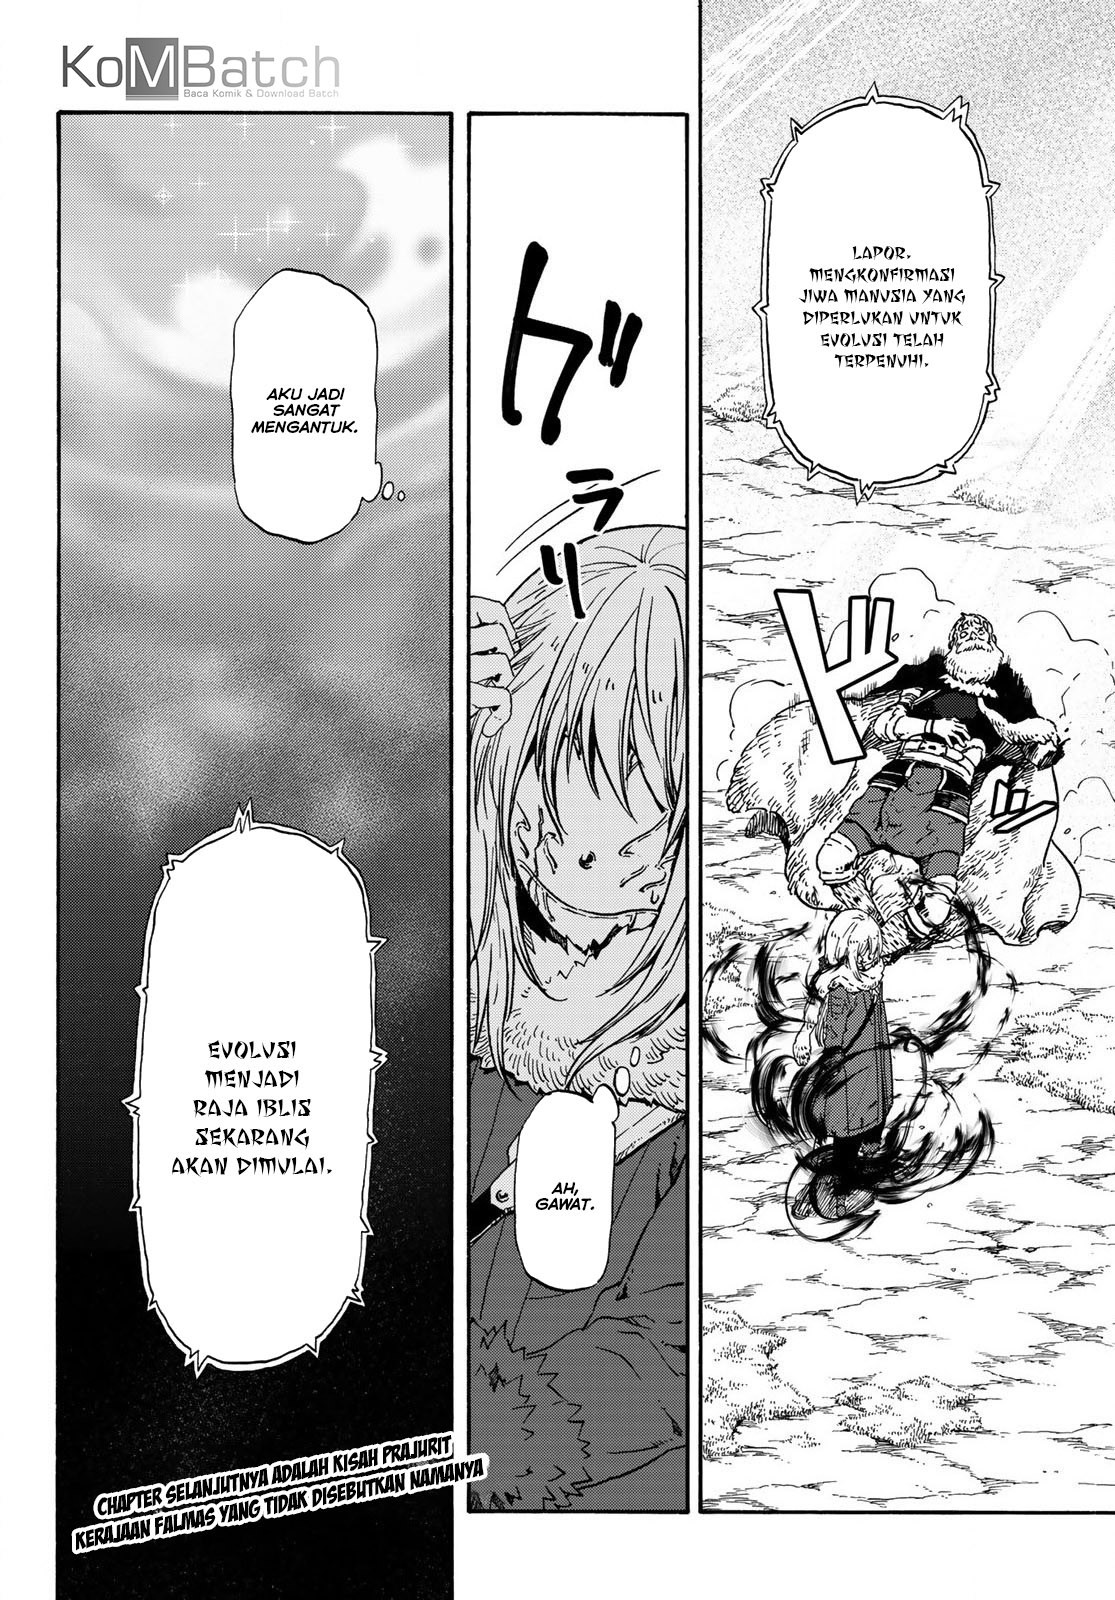 KoMBatch
Baca Komik & Download Batch
LAPOR.
MENGKONFIRMASI
JIWA MANUSIA YANG
DIPERLUKAN UNTUK
EVOLUSI TELAH
TERPENUHI.
ドサッ
グラッ
AH,
GAWAT.
AKU JADI
SANGAT
MENGANTUK.
EVOLUSI
MENJADI
RAJA IBLIS
SEKARANG
AKAN DIMULAI.
CHAPTER SELANJUTNYA ADALAH KISAH PRAJURIT
KERAJAAN FALMAS YANG TIDAK DISEBUTKAN NAMANYA